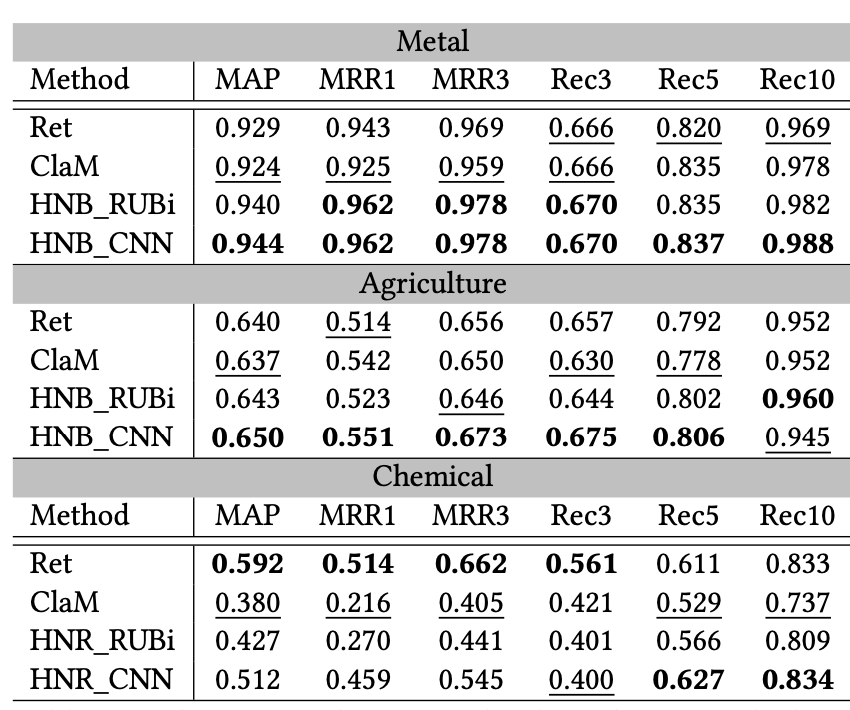 Metal
Method MAP MRR1 MRR3 Rec3 Rec5 Rec10
Ret 0.929 0.943 0.969 0.666 0.820 0.969
ClaM 0.924 0.925 0.959 0.666 0.835 0.978
HNB_RUBi 0.940 0.962 0.978 0.670 0.835 0.982
HNB_CNN 0.944 0.962 0.978 0.670 0.837 0.988
Agriculture
Ret 0.640 0.514 0.656 0.657 0.792 0.952
ClaM 0.637 0.542 0.650 0.630 0.778 0.952
HNB_RUBi 0.643 0.523 0.646 0.644 0.802 0.960
HNB_CNN 0.650 0.551 0.673 0.675 0.806 0.945
Chemical
Method MAP MRR1 MRR3 Rec3 Rec5 Rec10
Ret 0.592 0.514 0.662 0.561 0.611 0.833
ClaM 0.380 0.216 0.405 0.421 0.529 0.737
HNR_RUBi 0.427 0.270 0.441 0.401 0.566 0.809
HNR_CNN 0.512 0.459 0.545 0.400 0.627 0.834